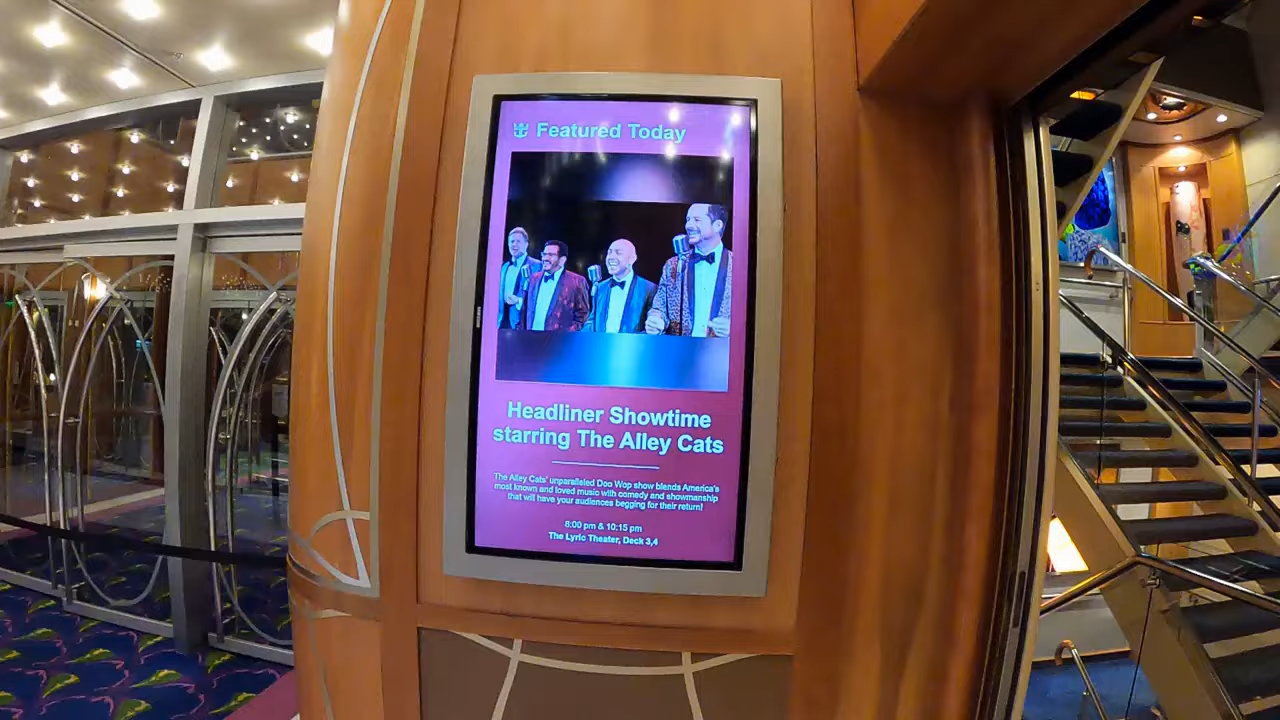 Featured Today
Headliner Showtime
starring The Alley Cats
The Alley Cats' unparalleled Doo Wop show blends America's
most known and loved music with comedy and showmanship
that will have your audiences begging for their return!
8:00 pm & 10:15 pm
The Lyric Theater, Deck 3,4